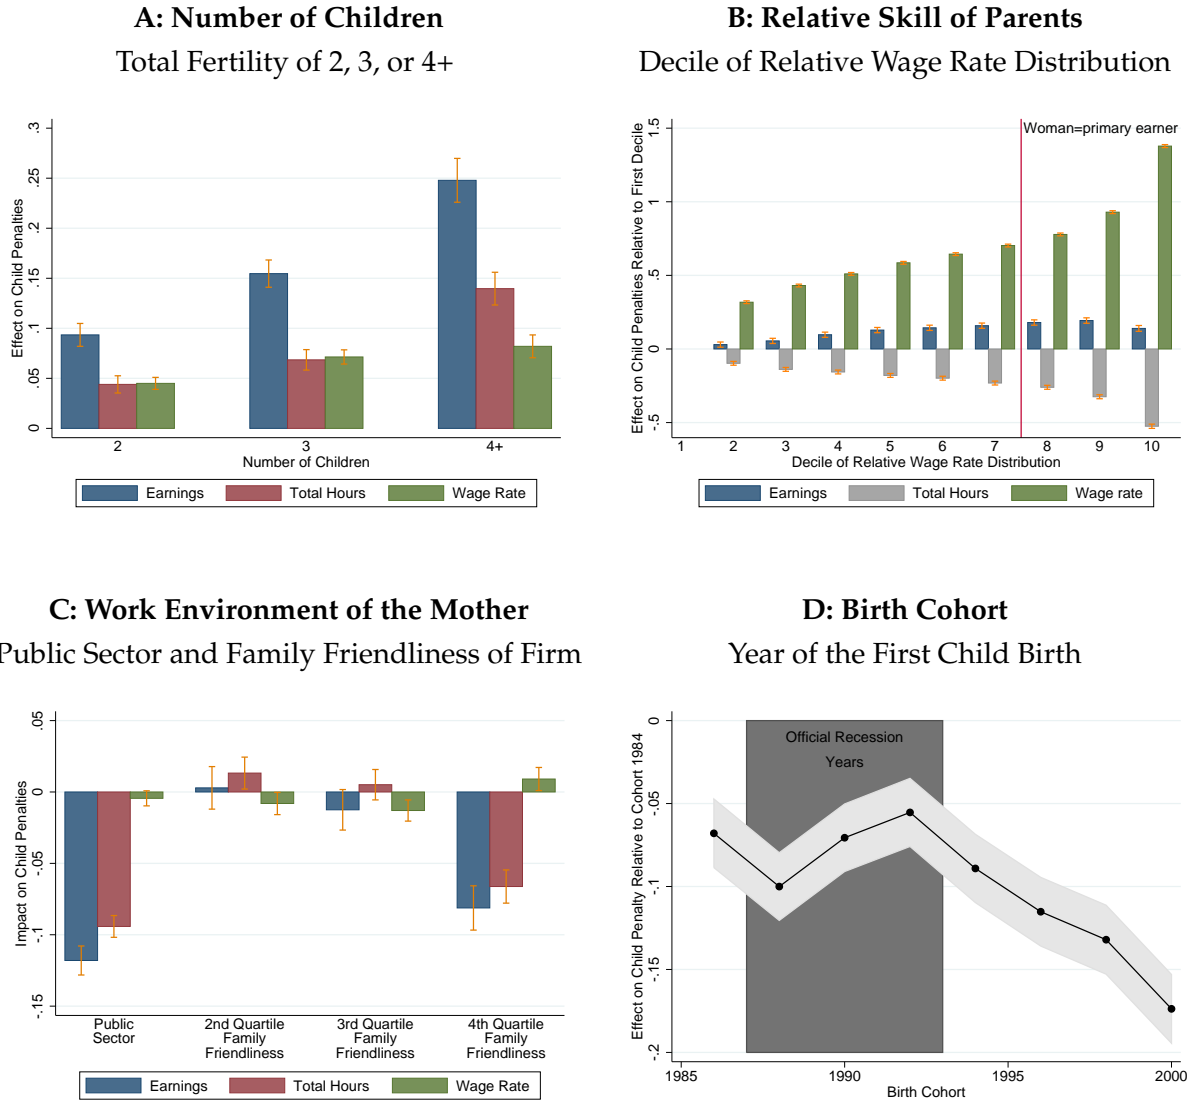 A: Number of Children
Total Fertility of 2, 3, or 4+
Effect on Child Penalties
.3
.25
.2
.15
.1
.05
0
2
3
4+
Number of Children
Earnings
Total Hours
Wage Rate
B: Relative Skill of Parents
Decile of Relative Wage Rate Distribution
Effect on Child Penalties Relative to First Decile
1.5
1
.5
0
-.5
Woman=primary earner
1 2 3 4 5 6 7 8 9 10
Decile of Relative Wage Rate Distribution
Earnings
Total Hours
Wage rate
C: Work Environment of the Mother
Public Sector and Family Friendliness of Firm
Impact on Child Penalties
.05
0
-.05
-.1
-.15
Public
Sector
2nd Quartile
Family
Friendliness
3rd Quartile
Family
Friendliness
4th Quartile
Family
Friendliness
Earnings
Total Hours
Wage Rate
D: Birth Cohort
Year of the First Child Birth
Effect on Child Penalty Relative to Cohort 1984
0
-.05
-.1
-.15
-.2
Official Recession
Years
1985
1990
1995
2000
Birth Cohort